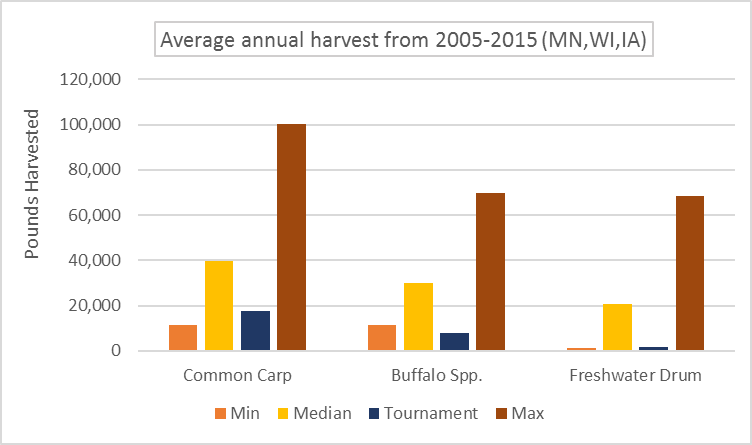 Average annual harvest from 2005-2015 (MN,WI,IA)
Pounds Harvested
120,000
100,000
80,000
60,000
40,000
20,000
0
Common Carp
Buffalo Spp.
Freshwater Drum
Min
Median
Tournament
Max